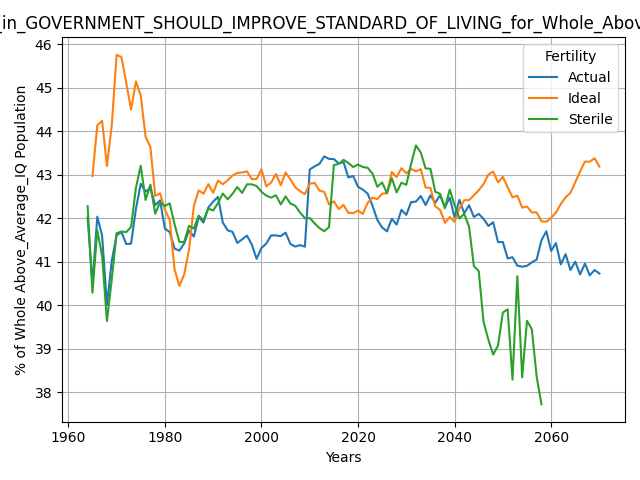 _in_GOVERNMENT_SHOULD_IMPROVE_STANDARD_OF_LIVING_for_Whole_Abov
46
45
44
43
42
41
40
39
38
% of Whole Above_Average_IQ Population
Fertility
Actual
Ideal
Sterile
1960
1980
2000
2020
2040
2060
Years